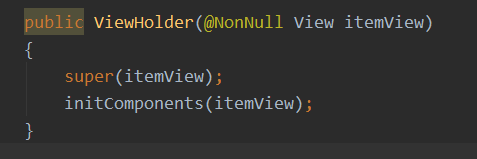 public ViewHolder(@NonNull View itemView)
{
    super(itemView);
    initComponents(itemView);
}